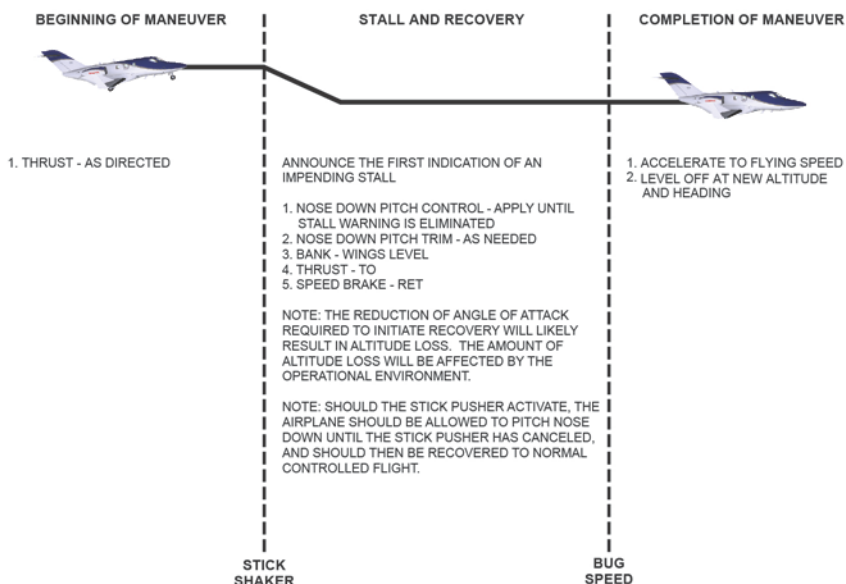 BEGINNING OF MANEUVER
STALL AND RECOVERY
COMPLETION OF MANEUVER
1. THRUST - AS DIRECTED
ANNOUNCE THE FIRST INDICATION OF AN
IMPENDING STALL
1. NOSE DOWN PITCH CONTROL - APPLY UNTIL
STALL WARNING IS ELIMINATED
2. NOSE DOWN PITCH TRIM - AS NEEDED
3. BANK - WINGS LEVEL
4. THRUST - TO
5. SPEED BRAKE - RET
NOTE: THE REDUCTION OF ANGLE OF ATTACK
REQUIRED TO INITIATE RECOVERY WILL LIKELY
RESULT IN ALTITUDE LOSS. THE AMOUNT OF
ALTITUDE LOSS WILL BE AFFECTED BY THE
OPERATIONAL ENVIRONMENT.
NOTE: SHOULD THE STICK PUSHER ACTIVATE, THE
AIRPLANE SHOULD BE ALLOWED TO PITCH NOSE
DOWN UNTIL THE STICK PUSHER HAS CANCELED,
AND SHOULD THEN BE RECOVERED TO NORMAL
CONTROLLED FLIGHT.
1. ACCELERATE TO FLYING SPEED
2. LEVEL OFF AT NEW ALTITUDE
AND HEADING
STICK
SHAKER
BUG
SPEED